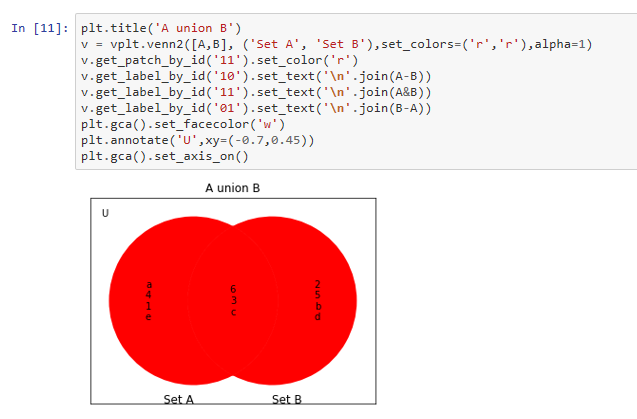 In [11]: plt.title('A union B')
v = vplt.venn2([A,B], ('Set A', 'Set B'),set_colors=('r','r'),alpha=1)
v.get_patch_by_id('11').set_color('r')
v.get_label_by_id('10').set_text('\n'.join(A-B))
v.get_label_by_id('11').set_text('\n'.join(A&B))
v.get_label_by_id('01').set_text('\n'.join(B-A))
plt.gca().set_facecolor('w')
plt.annotate('U',xy=(-0.7,0.45))
plt.gca().set_axis_on()
A union B
U
a
4
1
e
6
3
c
2
5
b
d
Set A
Set B